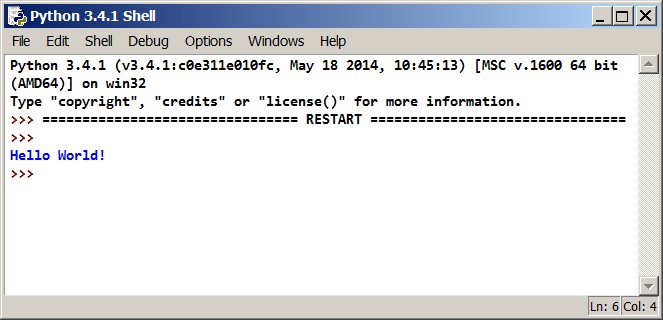 Python 3.4.1 Shell
File Edit Shell Debug Options Windows Help
Python 3.4.1 (v3.4.1:c0e311e010fc, May 18 2014, 10:45:13) [MSC v.1600 64 bit
(AMD64)] on win32
Type "copyright", "credits" or "license()" for more information.
>>> ================================ RESTART ================================
>>>
Hello World!
>>>
Ln: 6 Col: 4